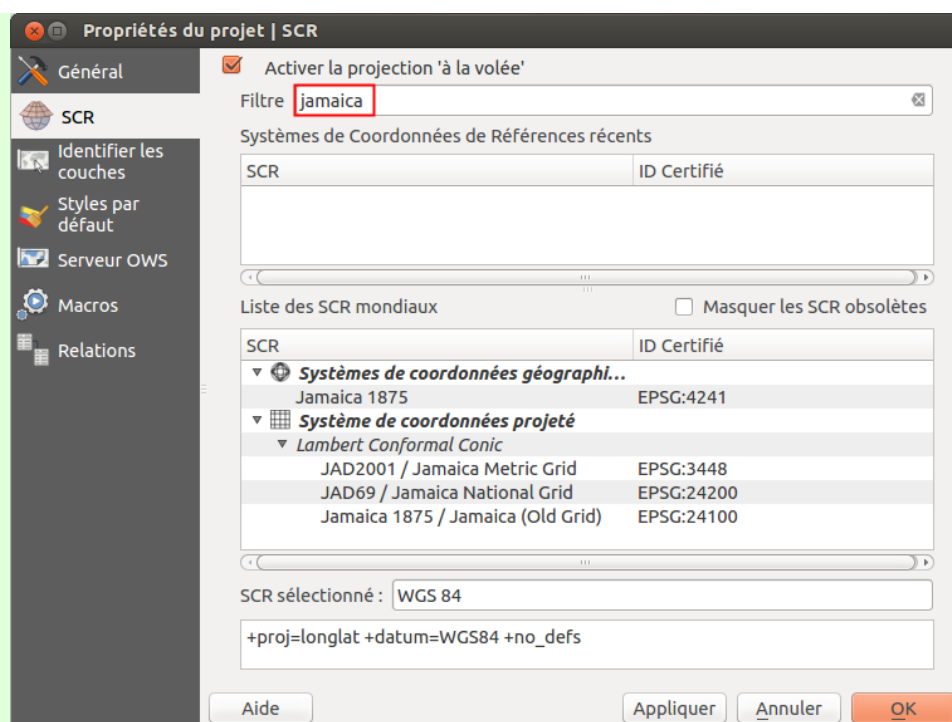 Propriétés du projet | SCR
Général
SCR
Identifier les
couches
Styles par
défaut
Serveur OWS
Macros
Relations
Activer la projection 'à la volée'
Filtre jamaica
Systèmes de Coordonnées de Références récents
SCR ID Certifié
Liste des SCR mondiaux Masquer les SCR obsolètes
SCR ID Certifié
Systèmes de coordonnées géographi...
Jamaica 1875 EPSG:4241
Système de coordonnées projeté
Lambert Conformal Conic
JAD2001 / Jamaica Metric Grid EPSG:3448
JAD69 / Jamaica National Grid EPSG:24200
Jamaica 1875 / Jamaica (Old Grid) EPSG:24100
SCR sélectionné : WGS 84
+proj=longlat +datum=WGS84 +no_defs
Aide Appliquer Annuler OK